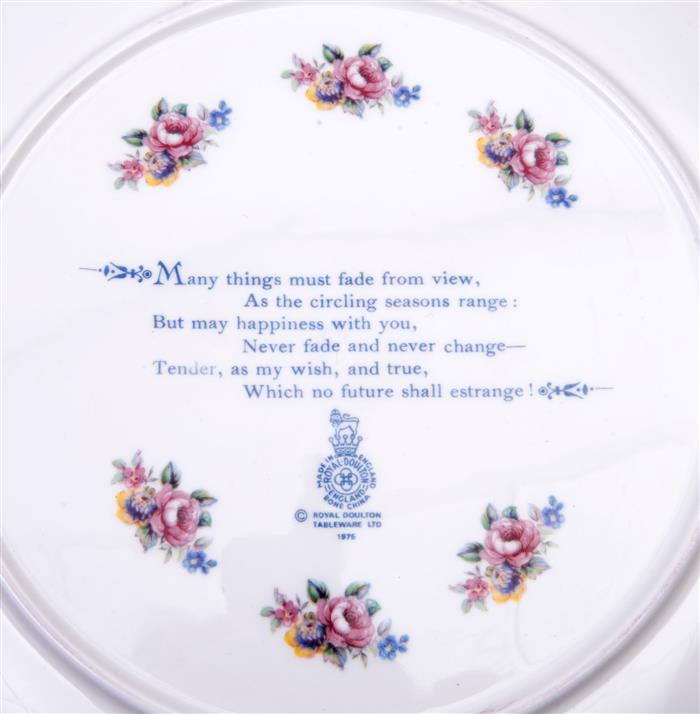 Many things must fade from view,
As the circling seasons range :
But may happiness with you,
Never fade and never change—
Tender, as my wish, and true,
Which no future shall estrange !
MADE IN ENGLAND
ROYAL·DOULTON
ENGLAND
BONE CHINA
© ROYAL DOULTON
TABLEWARE LTD
1975